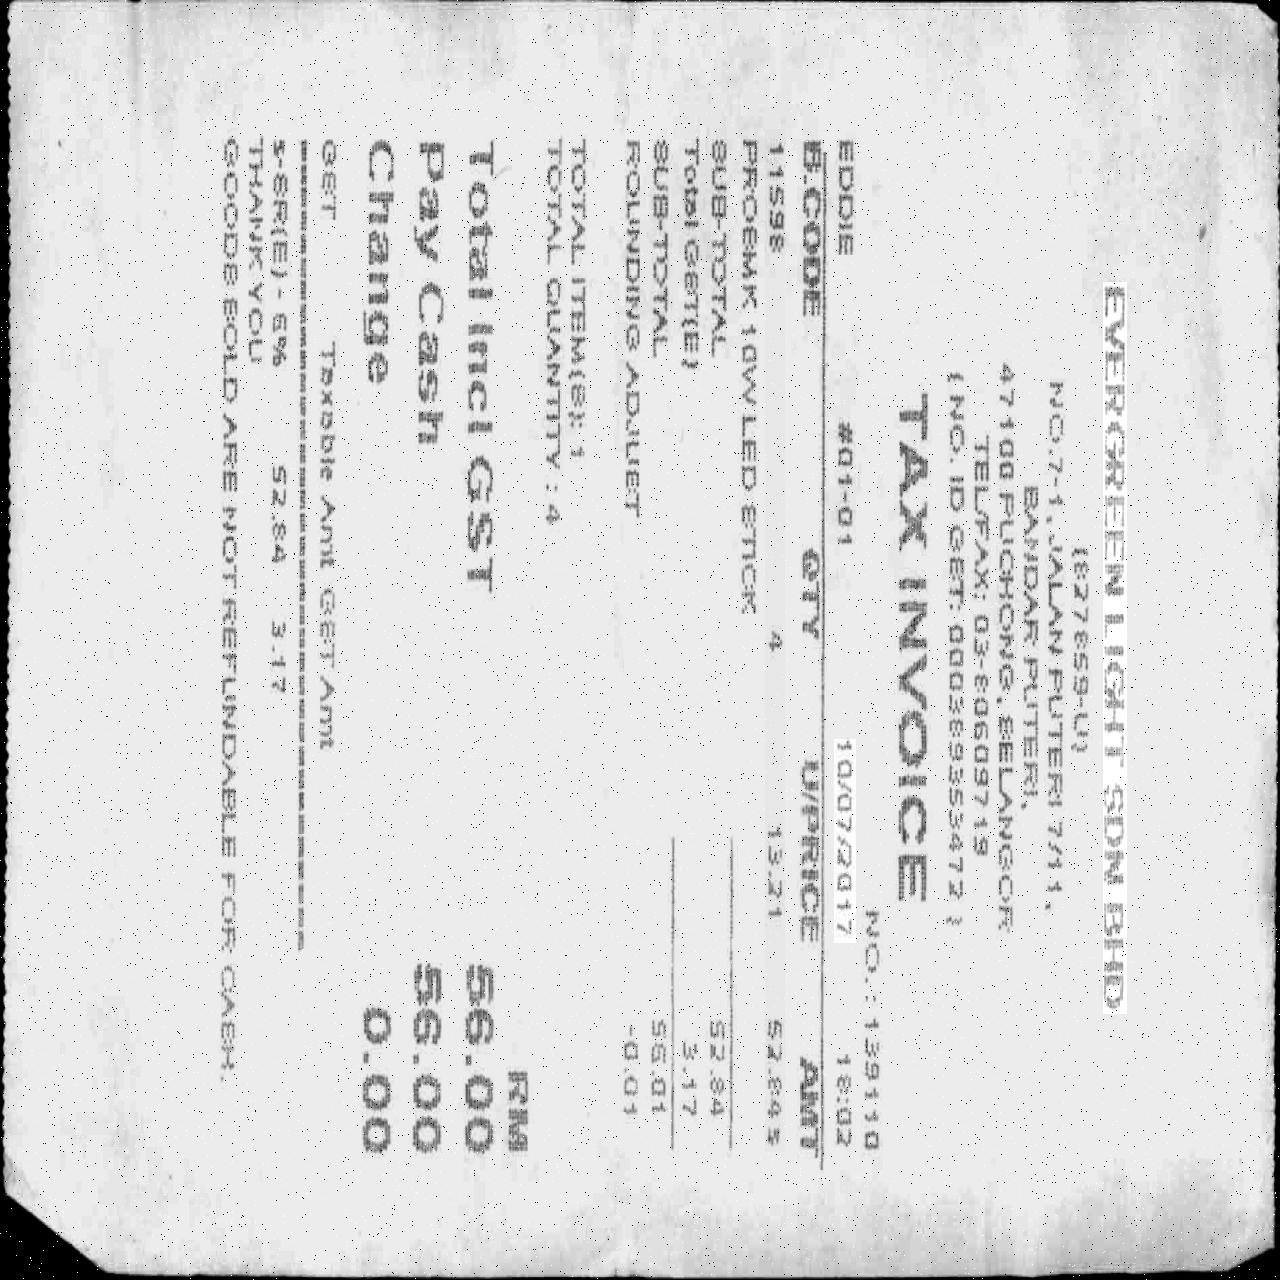 EVERGREEN LIGHT SDN BHD
(827859-U)
NO.7-1, JALAN PUTERI 7/11,
BANDAR PUTERI,
47100 PUCHONG, SELANGOR
TEL/FAX: 03-80609719
( NO. ID GST: 000389353472 )
TAX INVOICE
NO.: 139110
EDDIE #01-01 10/07/2017 18:02
B.CODE QTY U/PRICE AMT
11598 4 13.21 52.84 S
PROEMK 10W LED STICK
SUB-TOTAL 52.84
Total GST(E) 3.17
SUB-TOTAL 56.01
ROUNDING ADJUST -0.01
TOTAL ITEM(S): 1
TOTAL QUANTITY : 4
RM
Total Incl GST 56.00
Pay Cash 56.00
Change 0.00
GST Taxable Amt GST Amt
S-SR(E) - 6% 52.84 3.17
THANK YOU
GOODS SOLD ARE NOT REFUNDABLE FOR CASH.